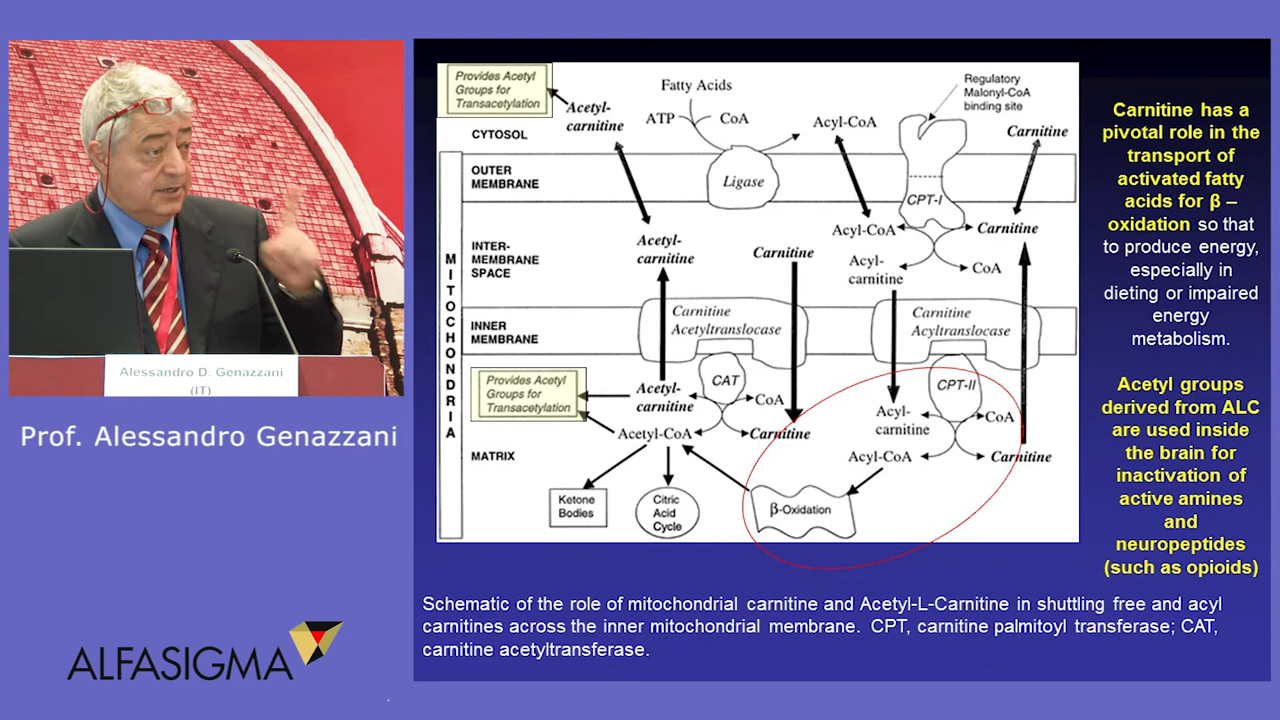 Alessandro D. Genazzani
(IT)
Prof. Alessandro Genazzani
ALFASIGMA
Provides Acetyl
Groups for
Transacetylation
Acetyl-
carnitine
Fatty Acids
ATP
CoA
Acyl-CoA
Regulatory
Malonyl-CoA
binding site
Carnitine
CYTOSOL
OUTER
MEMBRANE
Ligase
CPT-I
MITOCHONDRIA
INTER-
MEMBRANE
SPACE
Acetyl-
carnitine
Carnitine
Acyl-CoA
Carnitine
Acyl-
carnitine
CoA
INNER
MEMBRANE
Carnitine
Acetyltranslocase
Carnitine
Acyltranslocase
Provides Acetyl
Groups for
Transacetylation
Acetyl-
carnitine
CAT
CoA
CPT-II
Acetyl-CoA
Carnitine
Acyl-
carnitine
CoA
MATRIX
Acyl-CoA
Carnitine
Ketone
Bodies
Citric
Acid
Cycle
β-Oxidation
Carnitine has a
pivotal role in the
transport of
activated fatty
acids for β –
oxidation so that
to produce energy,
especially in
dieting or impaired
energy
metabolism.
Acetyl groups
derived from ALC
are used inside
the brain for
inactivation of
active amines
and
neuropeptides
(such as opioids)
Schematic of the role of mitochondrial carnitine and Acetyl-L-Carnitine in shuttling free and acyl
carnitines across the inner mitochondrial membrane. CPT, carnitine palmitoyl transferase; CAT,
carnitine acetyltransferase.